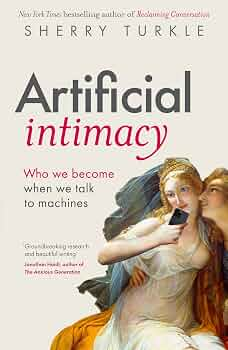 New York Times bestselling author of Reclaiming Conversation
SHERRY TURKLE
Artificial
intimacy
Who we become
when we talk
to machines
‘Groundbreaking research
and beautiful writing’
Jonathan Haidt, author of
The Anxious Generation